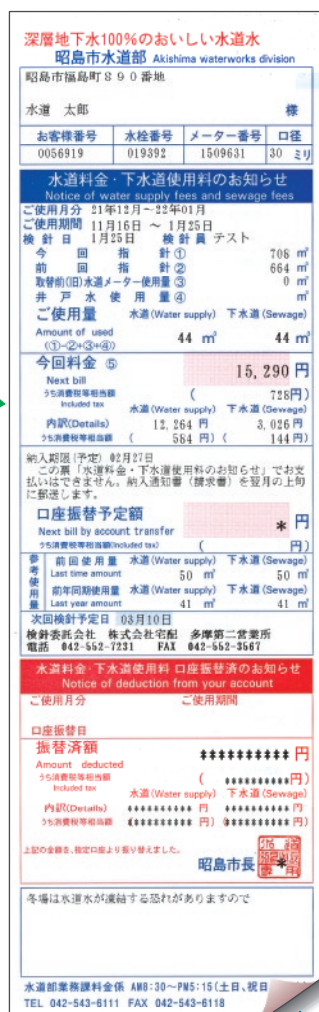 深層地下水100%のおいしい水道水
昭島市水道部 Akishima waterworks division
昭島市福島町890番地
水道 太郎 様
お客様番号 水栓番号 メーター番号 口径
0056919 019392 1509631 30 ミリ
水道料金・下水道使用料のお知らせ
Notice of water supply fees and sewage fees
ご使用月分 21年12月~22年01月
ご使用期間 11月16日 ~ 1月25日
検針日 1月25日 検針員 テスト
今回指針① 708 m³
前回指針② 664 m³
取替前(旧)水道メーター使用量③ 0 m³
井戸水使用量④ m³
ご使用量 水道(Water supply) 下水道(Sewage)
Amount of used 44 m³ 44 m³
(①-②+③+④)
今回料金 ⑤ 15,290 円
Next bill
うち消費税等相当額 ( 728円)
Included tax
水道(Water supply) 下水道(Sewage)
内訳(Details) 12,264 円 3,026 円
うち消費税等相当額 ( 584 円) ( 144 円)
納入期限(予定) 02月27日
この票「水道料金・下水道使用料のお知らせ」でお支
払いはできません。納入通知書(請求書)を翌月の上旬
に郵送します。
口座振替予定額 * 円
Next bill by account transfer
うち消費税等相当額(Included tax) ( 円)
参考使用量
前回使用量 水道(Water supply) 下水道(Sewage)
Last time amount 50 m³ 50 m³
前年同期使用量 水道(Water supply) 下水道(Sewage)
Last year amount 41 m³ 41 m³
次回検針予定日 03月10日
検針委託会社 株式会社宅配 多摩第二営業所
電話 042-552-7231 FAX 042-552-3567
水道料金・下水道使用料 口座振替済のお知らせ
Notice of deduction from your account
ご使用月分 ご使用期間
口座振替日
振替済額 ********** 円
Amount deducted
うち消費税等相当額 ( ********** 円)
Included tax
水道(Water supply) 下水道(Sewage)
内訳(Details) ********** 円 ********** 円
うち消費税等相当額 (********** 円) (********** 円)
上記の金額を、指定口座より振り替えました。
昭島市長 *
冬場は水道水が凍結する恐れがありますので
水道部業務課料金係 AM8:30~PM5:15(土日、祝日
TEL 042-543-6111 FAX 042-543-6118